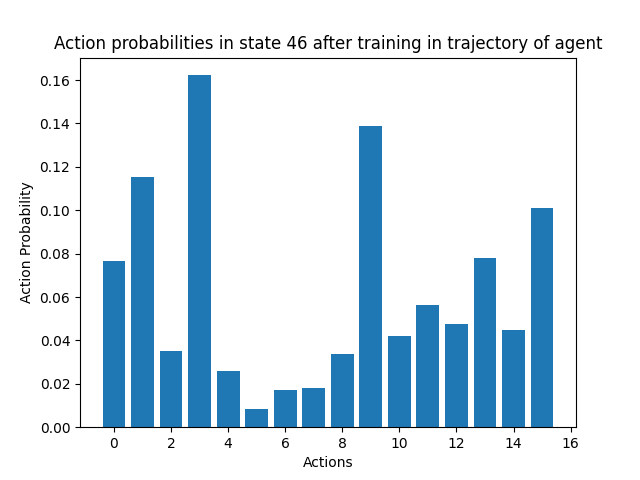 Action probabilities in state 46 after training in trajectory of agent
0.16
0.14
0.12
0.10
0.08
0.06
0.04
0.02
0.00
Action Probability
0 2 4 6 8 10 12 14 16
Actions